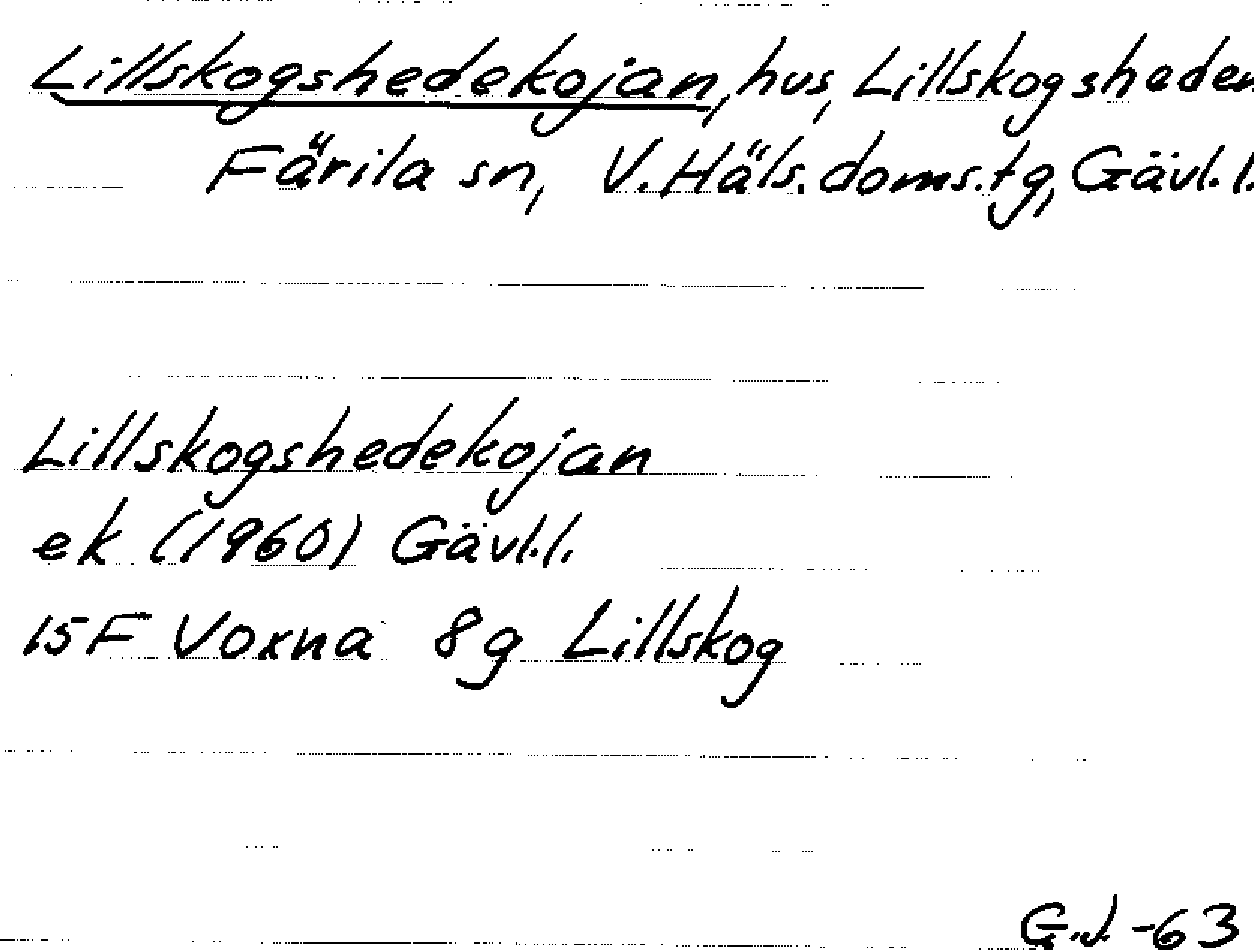 Lillskogshedekojan, hus, Lillskogsheden
Färila sn, V. Häls. doms.tg, Gävl. l.
Lillskogshedekojan
ek (1960) Gävl. l.
15F Voxna 8g Lillskog
G.J -63